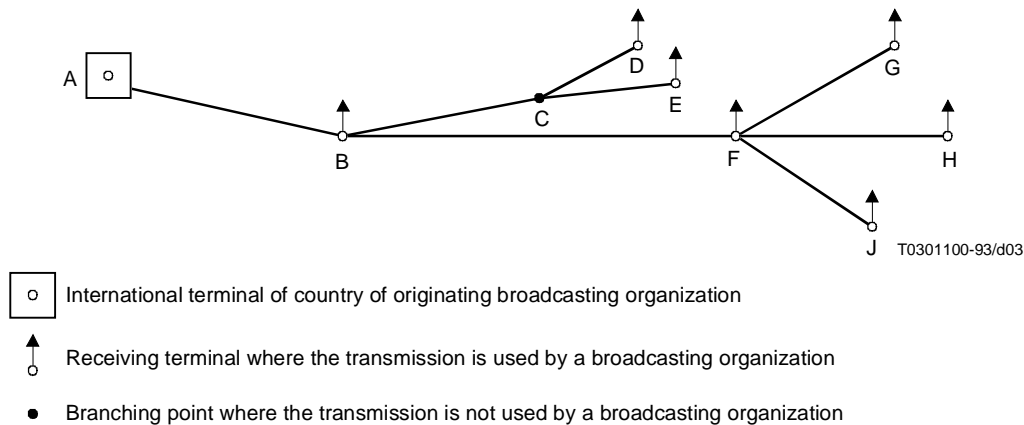 A
B
C
D
E
F
G
H
J
T0301100-93/d03
International terminal of country of originating broadcasting organization
Receiving terminal where the transmission is used by a broadcasting organization
Branching point where the transmission is not used by a broadcasting organization